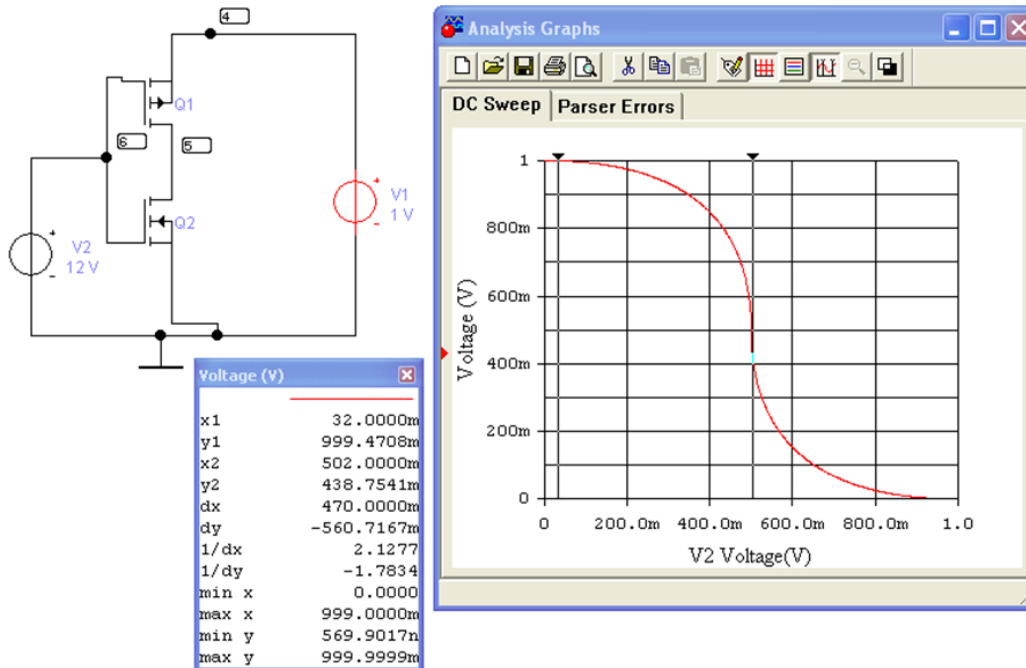 4
Q1
6
5
Q2
V1
1 V
V2
12 V
+
-
+
-
Analysis Graphs
DC Sweep
Parser Errors
Voltage (V)
1
800m
600m
400m
200m
0
0
200.0m
400.0m
600.0m
800.0m
1.0
V2 Voltage(V)
Voltage (V)
x1 32.0000m
y1 999.4708m
x2 502.0000m
y2 438.7541m
dx 470.0000m
dy -560.7167m
1/dx 2.1277
1/dy -1.7834
min x 0.0000
max x 999.0000m
min y 569.9017n
max y 999.9999m